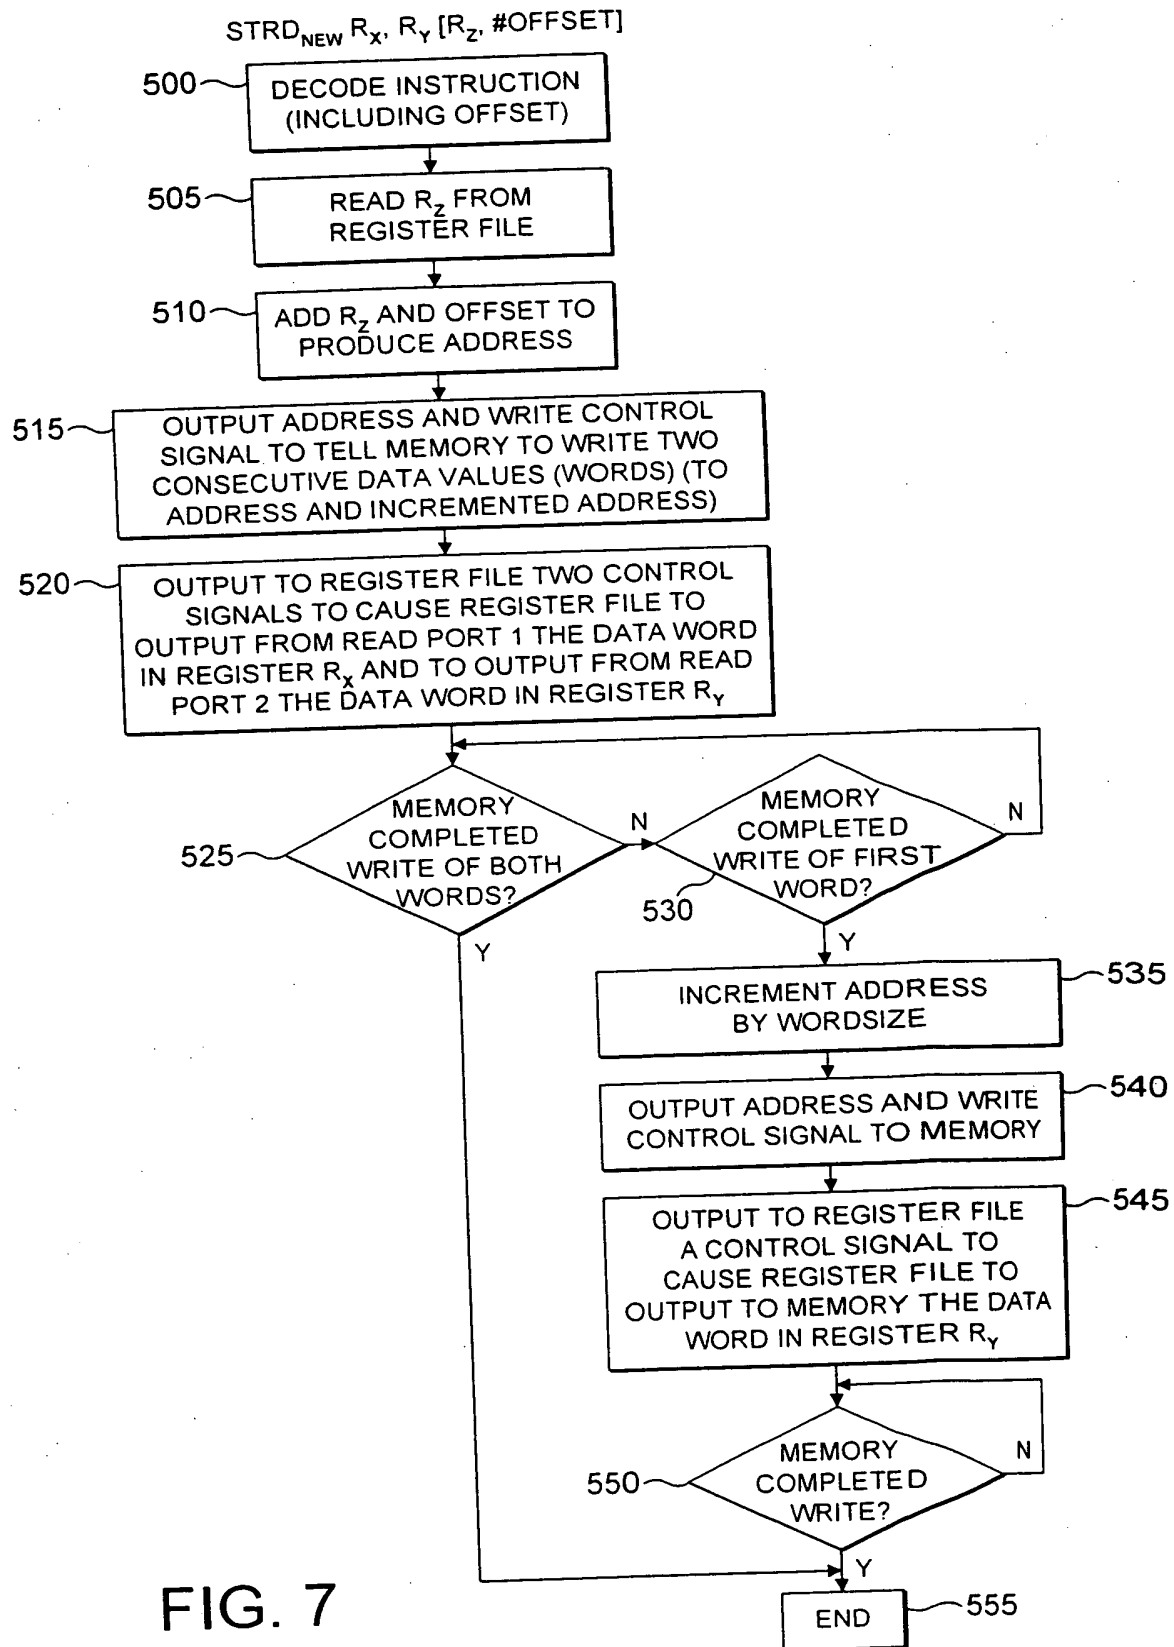 STRD_NEW R_X, R_Y [R_Z, #OFFSET]
500
DECODE INSTRUCTION
(INCLUDING OFFSET)
505
READ R_Z FROM
REGISTER FILE
510
ADD R_Z AND OFFSET TO
PRODUCE ADDRESS
515
OUTPUT ADDRESS AND WRITE CONTROL
SIGNAL TO TELL MEMORY TO WRITE TWO
CONSECUTIVE DATA VALUES (WORDS) (TO
ADDRESS AND INCREMENTED ADDRESS)
520
OUTPUT TO REGISTER FILE TWO CONTROL
SIGNALS TO CAUSE REGISTER FILE TO
OUTPUT FROM READ PORT 1 THE DATA WORD
IN REGISTER R_X AND TO OUTPUT FROM READ
PORT 2 THE DATA WORD IN REGISTER R_Y
525
MEMORY
COMPLETED
WRITE OF BOTH
WORDS?
N
Y
530
MEMORY
COMPLETED
WRITE OF FIRST
WORD?
N
Y
535
INCREMENT ADDRESS
BY WORDSIZE
540
OUTPUT ADDRESS AND WRITE
CONTROL SIGNAL TO MEMORY
545
OUTPUT TO REGISTER FILE
A CONTROL SIGNAL TO
CAUSE REGISTER FILE TO
OUTPUT TO MEMORY THE DATA
WORD IN REGISTER R_Y
550
MEMORY
COMPLETED
WRITE?
N
Y
END
555
FIG. 7